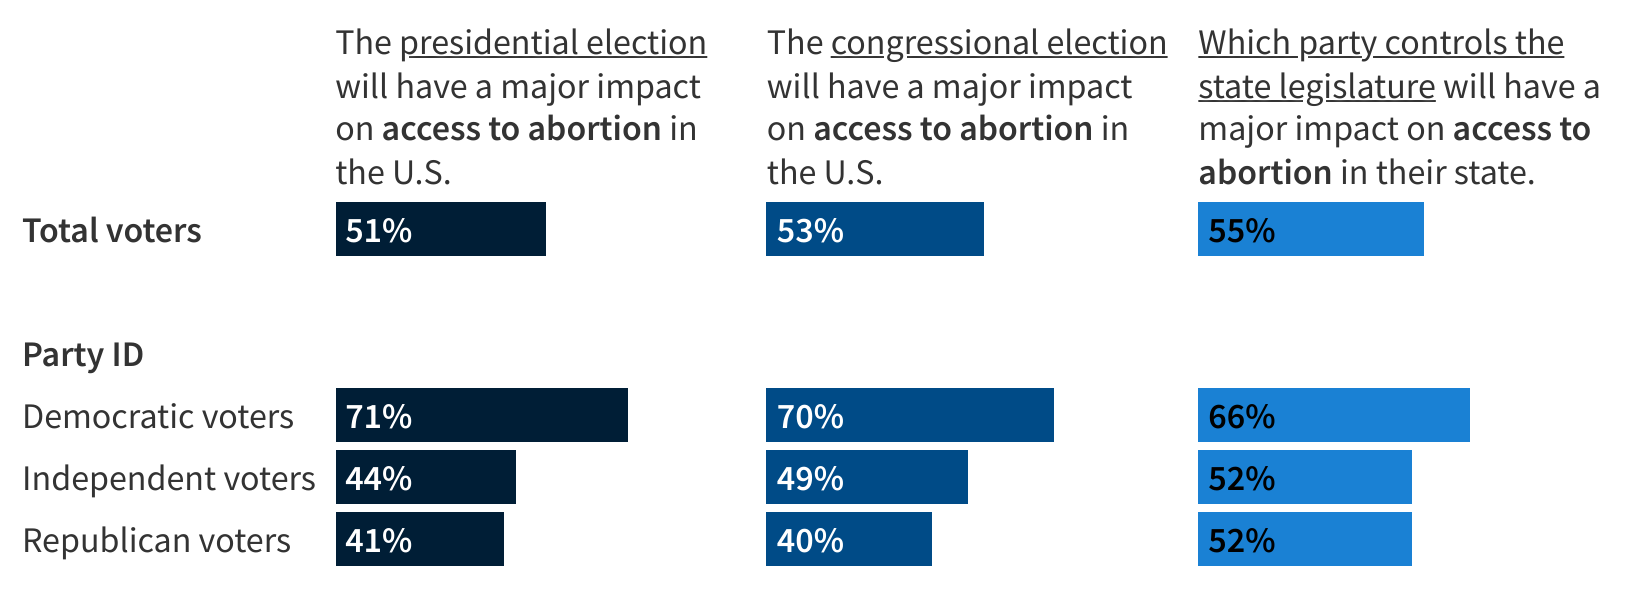 The presidential election
will have a major impact
on access to abortion in
the U.S.
The congressional election
will have a major impact
on access to abortion in
the U.S.
Which party controls the
state legislature will have a
major impact on access to
abortion in their state.
Total voters
51%
53%
55%
Party ID
Democratic voters
71%
70%
66%
Independent voters
44%
49%
52%
Republican voters
41%
40%
52%